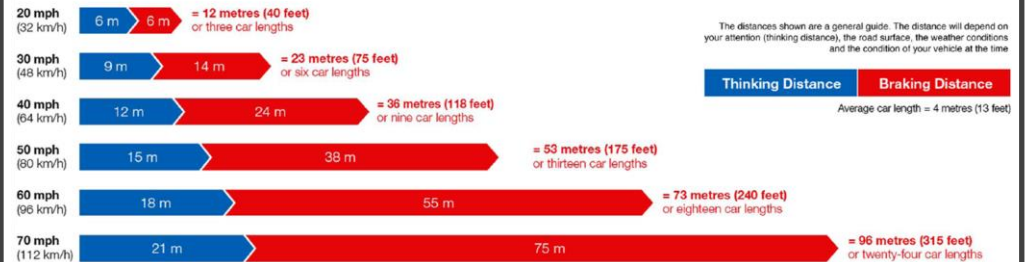 20 mph
(32 km/h)
6 m
6 m
= 12 metres (40 feet)
or three car lengths
The distances shown are a general guide. The distance will depend on
your attention (thinking distance), the road surface, the weather conditions
and the condition of your vehicle at the time
30 mph
(48 km/h)
9 m
14 m
= 23 metres (75 feet)
or six car lengths
Thinking Distance
Braking Distance
Average car length = 4 metres (13 feet)
40 mph
(64 km/h)
12 m
24 m
= 36 metres (118 feet)
or nine car lengths
50 mph
(80 km/h)
15 m
38 m
= 53 metres (175 feet)
or thirteen car lengths
60 mph
(96 km/h)
18 m
55 m
= 73 metres (240 feet)
or eighteen car lengths
70 mph
(112 km/h)
21 m
75 m
= 96 metres (315 feet)
or twenty-four car lengths